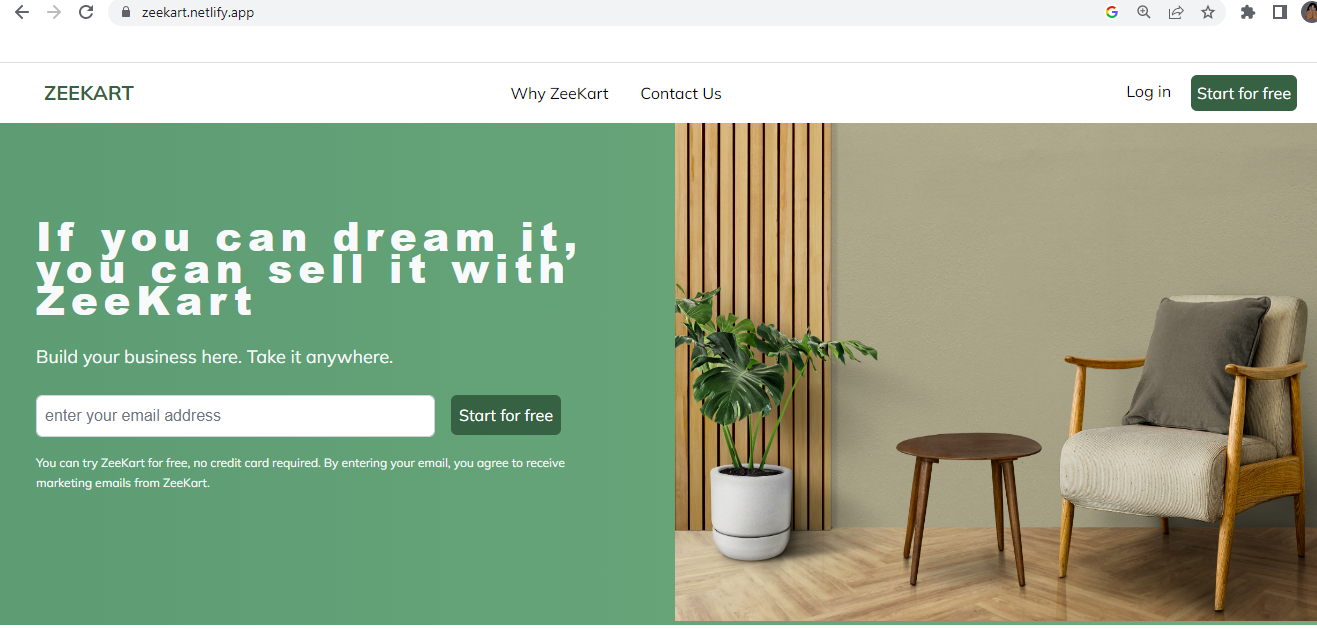 zeekart.netlify.app
ZEEKART
Why ZeeKart
Contact Us
Log in
Start for free
If you can dream it,
you can sell it with
ZeeKart
Build your business here. Take it anywhere.
enter your email address
Start for free
You can try ZeeKart for free, no credit card required. By entering your email, you agree to receive
marketing emails from ZeeKart.